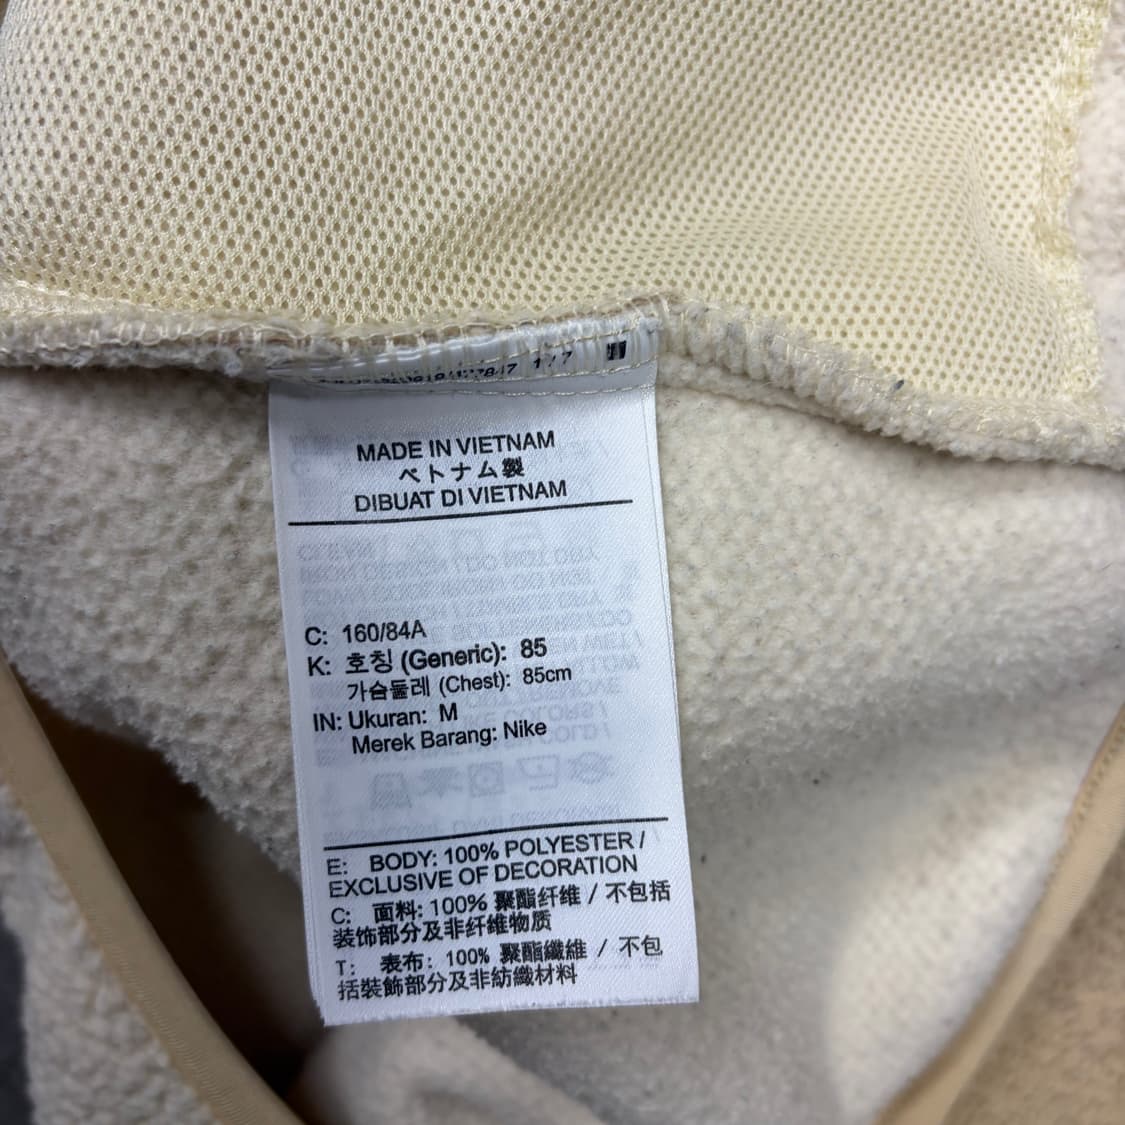 1 / 7
MADE IN VIETNAM
ベトナム製
DIBUAT DI VIETNAM
C: 160/84A
K: 호칭 (Generic): 85
가슴둘레 (Chest): 85cm
IN: Ukuran: M
Merek Barang: Nike
E: BODY: 100% POLYESTER /
EXCLUSIVE OF DECORATION
C: 面料: 100% 聚酯纤维 / 不包括
装饰部分及非纤维物质
T: 表布: 100% 聚酯纖維 / 不包
括裝飾部分及非紡織材料